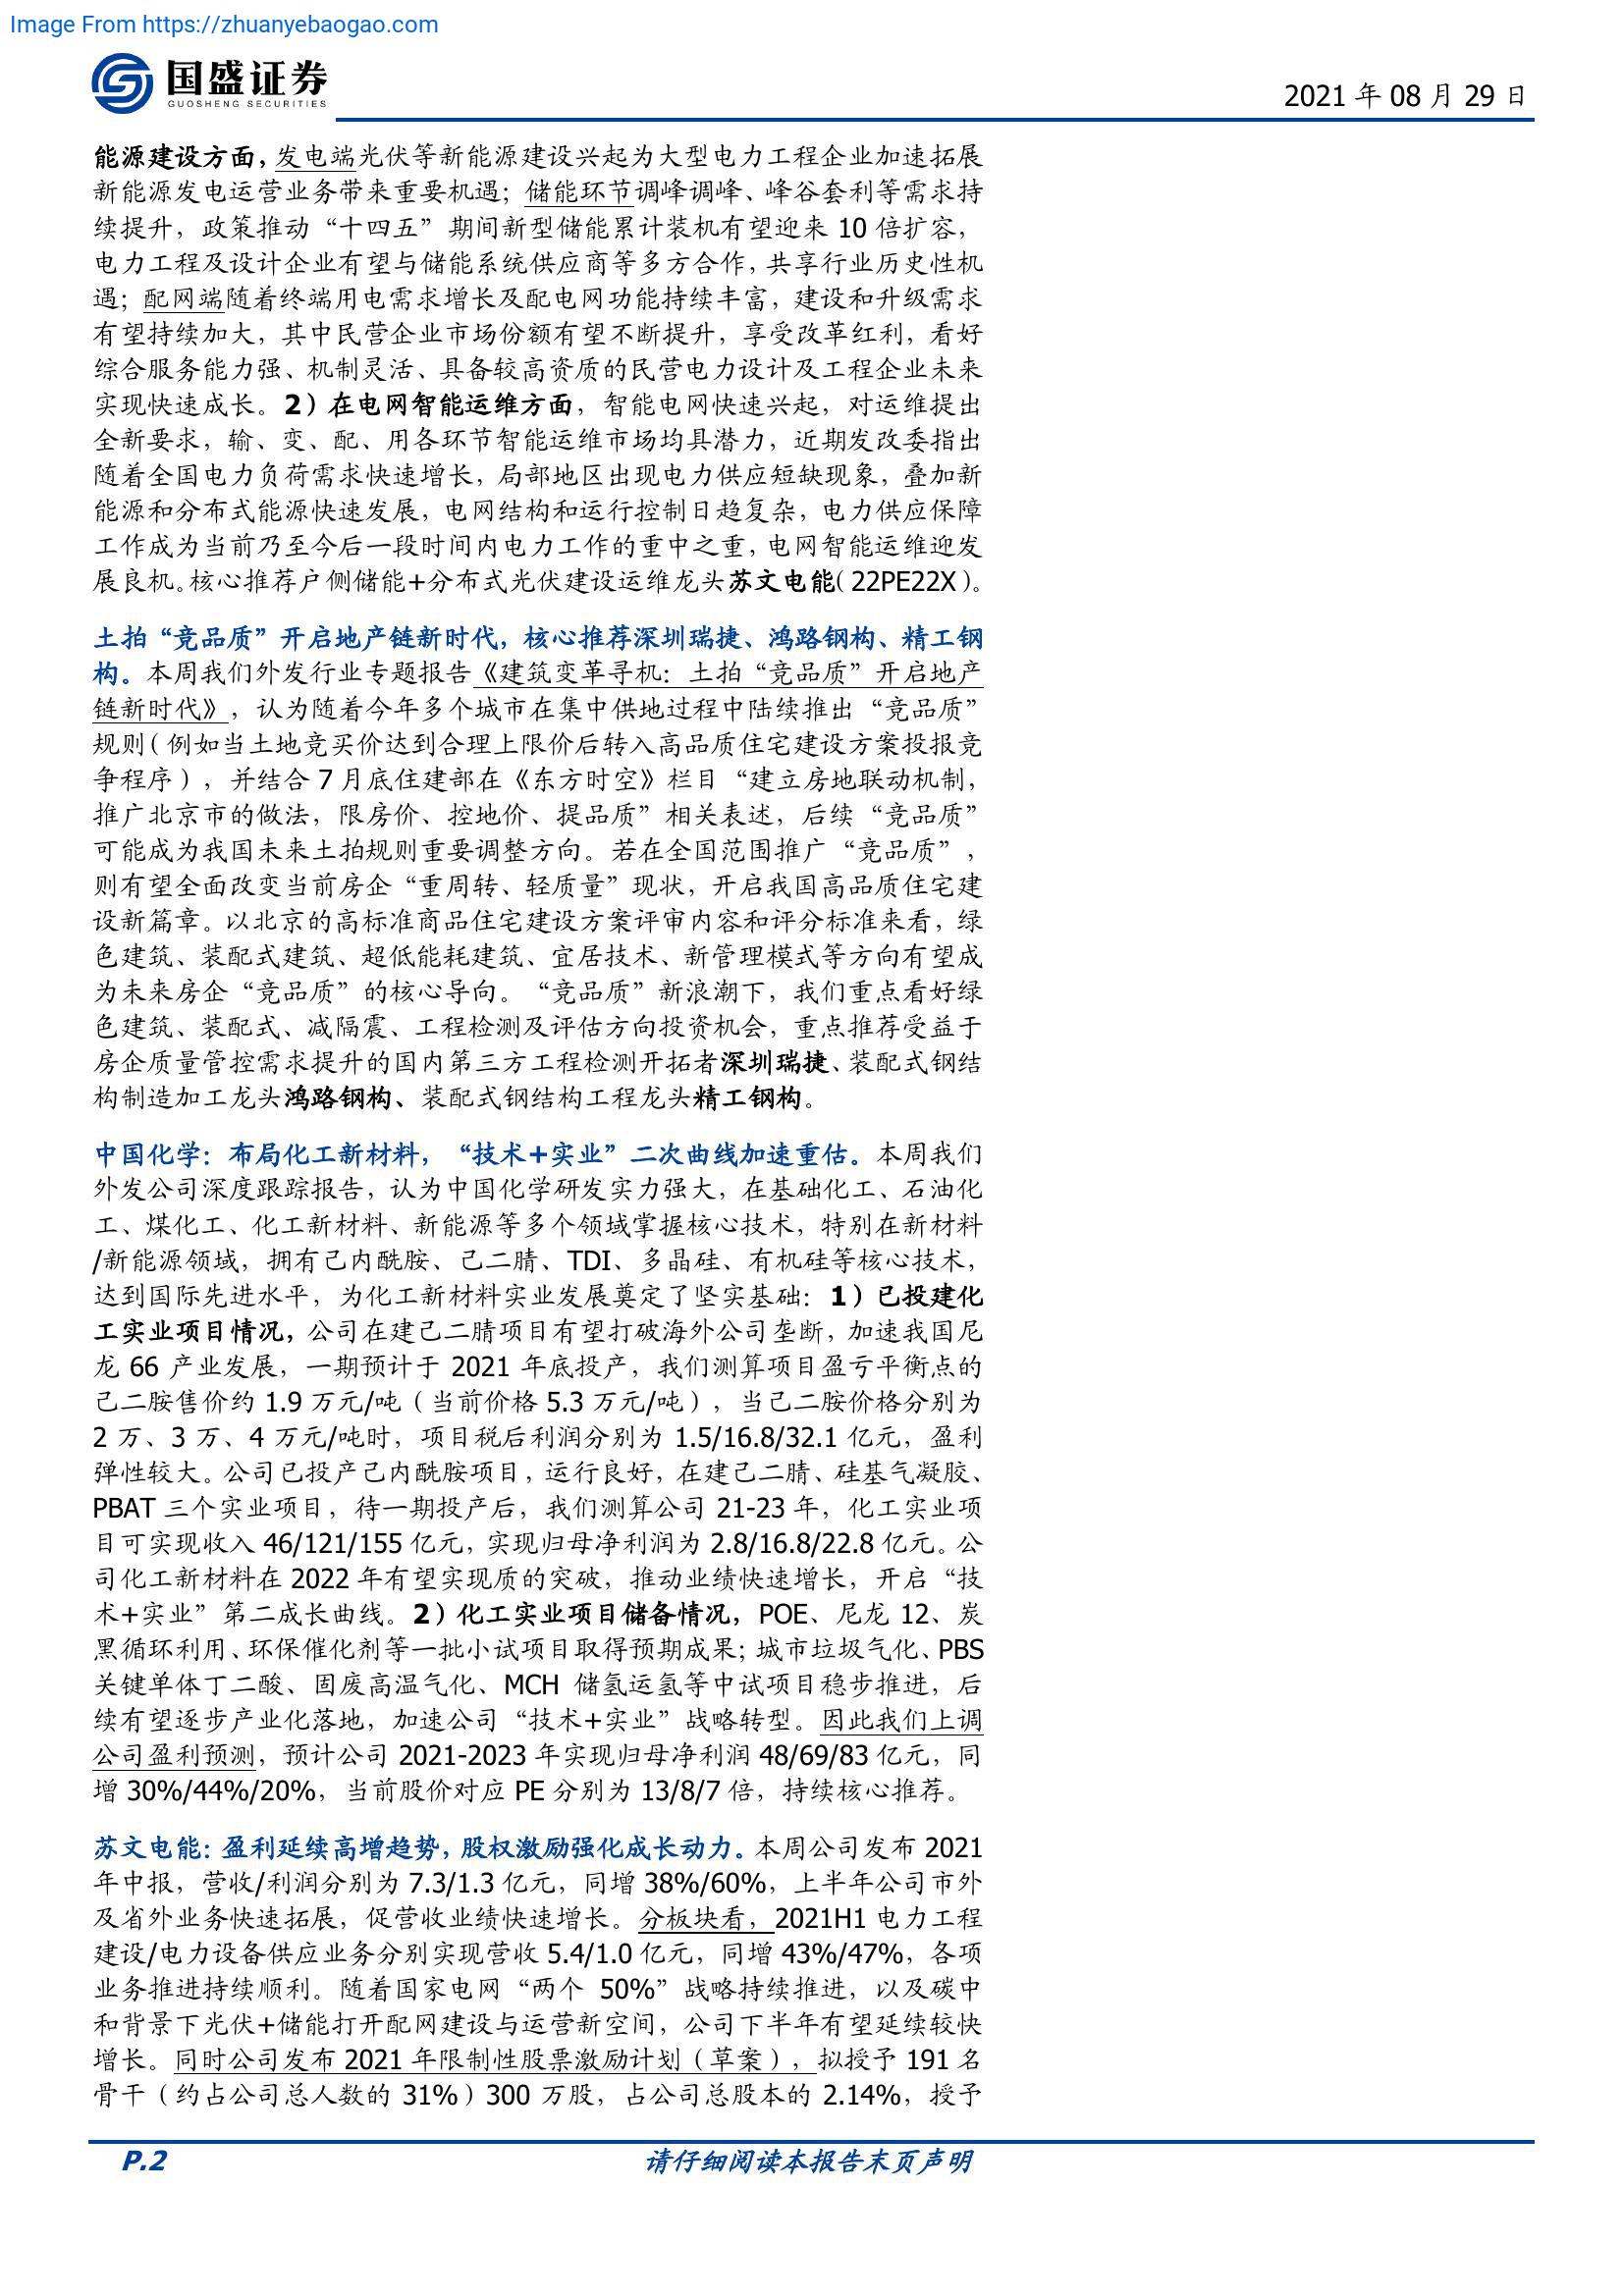 Image From https://zhuanyebaogao.com
国盛证券
GUOSHENG SECURITIES
2021 年 08 月 29 日
能源建设方面，发电端光伏等新能源建设兴起为大型电力工程企业加速拓展
新能源发电运营业务带来重要机遇；储能环节调峰调峰、峰谷套利等需求持
续提升，政策推动“十四五”期间新型储能累计装机有望迎来 10 倍扩容，
电力工程及设计企业有望与储能系统供应商等多方合作，共享行业历史性机
遇；配网端随着终端用电需求增长及配电网功能持续丰富，建设和升级需求
有望持续加大，其中民营企业市场份额有望不断提升，享受改革红利，看好
综合服务能力强、机制灵活、具备较高资质的民营电力设计及工程企业未来
实现快速成长。2）在电网智能运维方面，智能电网快速兴起，对运维提出
全新要求，输、变、配、用各环节智能运维市场均具潜力，近期发改委指出
随着全国电力负荷需求快速增长，局部地区出现电力供应短缺现象，叠加新
能源和分布式能源快速发展，电网结构和运行控制日趋复杂，电力供应保障
工作成为当前乃至今后一段时间内电力工作的重中之重，电网智能运维迎发
展良机。核心推荐户侧储能+分布式光伏建设运维龙头苏文电能（22PE22X）。
土拍“竞品质”开启地产链新时代，核心推荐深圳瑞捷、鸿路钢构、精工钢
构。本周我们外发行业专题报告《建筑变革寻机：土拍“竞品质”开启地产
链新时代》，认为随着今年多个城市在集中供地过程中陆续推出“竞品质”
规则（例如当土地竞买价达到合理上限价后转入高品质住宅建设方案投报竞
争程序），并结合 7 月底住建部在《东方时空》栏目“建立房地联动机制，
推广北京市的做法，限房价、控地价、提品质”相关表述，后续“竞品质”
可能成为我国未来土拍规则重要调整方向。若在全国范围推广“竞品质”，
则有望全面改变当前房企“重周转、轻质量”现状，开启我国高品质住宅建
设新篇章。以北京的高标准商品住宅建设方案评审内容和评分标准来看，绿
色建筑、装配式建筑、超低能耗建筑、宜居技术、新管理模式等方向有望成
为未来房企“竞品质”的核心导向。“竞品质”新浪潮下，我们重点看好绿
色建筑、装配式、减隔震、工程检测及评估方向投资机会，重点推荐受益于
房企质量管控需求提升的国内第三方工程检测开拓者深圳瑞捷、装配式钢结
构制造加工龙头鸿路钢构、装配式钢结构工程龙头精工钢构。
中国化学：布局化工新材料，“技术+实业”二次曲线加速重估。本周我们
外发公司深度跟踪报告，认为中国化学研发实力强大，在基础化工、石油化
工、煤化工、化工新材料、新能源等多个领域掌握核心技术，特别在新材料
/新能源领域，拥有己内酰胺、己二腈、TDI、多晶硅、有机硅等核心技术，
达到国际先进水平，为化工新材料实业发展奠定了坚实基础：1）已投建化
工实业项目情况，公司在建己二腈项目有望打破海外公司垄断，加速我国尼
龙 66 产业发展，一期预计于 2021 年底投产，我们测算项目盈亏平衡点的
己二胺售价约 1.9 万元/吨（当前价格 5.3 万元/吨），当己二胺价格分别为
2 万、3 万、4 万元/吨时，项目税后利润分别为 1.5/16.8/32.1 亿元，盈利
弹性较大。公司已投产己内酰胺项目，运行良好，在建己二腈、硅基气凝胶、
PBAT 三个实业项目，待一期投产后，我们测算公司 21-23 年，化工实业项
目可实现收入 46/121/155 亿元，实现归母净利润为 2.8/16.8/22.8 亿元。公
司化工新材料在 2022 年有望实现质的突破，推动业绩快速增长，开启“技
术+实业”第二成长曲线。2）化工实业项目储备情况，POE、尼龙 12、炭
黑循环利用、环保催化剂等一批小试项目取得预期成果；城市垃圾气化、PBS
关键单体丁二酸、固废高温气化、MCH 储氢运氢等中试项目稳步推进，后
续有望逐步产业化落地，加速公司“技术+实业”战略转型。因此我们上调
公司盈利预测，预计公司 2021-2023 年实现归母净利润 48/69/83 亿元，同
增 30%/44%/20%，当前股价对应 PE 分别为 13/8/7 倍，持续核心推荐。
苏文电能：盈利延续高增趋势，股权激励强化成长动力。本周公司发布 2021
年中报，营收/利润分别为 7.3/1.3 亿元，同增 38%/60%，上半年公司市外
及省外业务快速拓展，促营收业绩快速增长。分板块看，2021H1 电力工程
建设/电力设备供应业务分别实现营收 5.4/1.0 亿元，同增 43%/47%，各项
业务推进持续顺利。随着国家电网“两个 50%”战略持续推进，以及碳中
和背景下光伏+储能打开配网建设与运营新空间，公司下半年有望延续较快
增长。同时公司发布 2021 年限制性股票激励计划（草案），拟授予 191 名
骨干（约占公司总人数的 31%）300 万股，占公司总股本的 2.14%，授予
P.2
请仔细阅读本报告末页声明